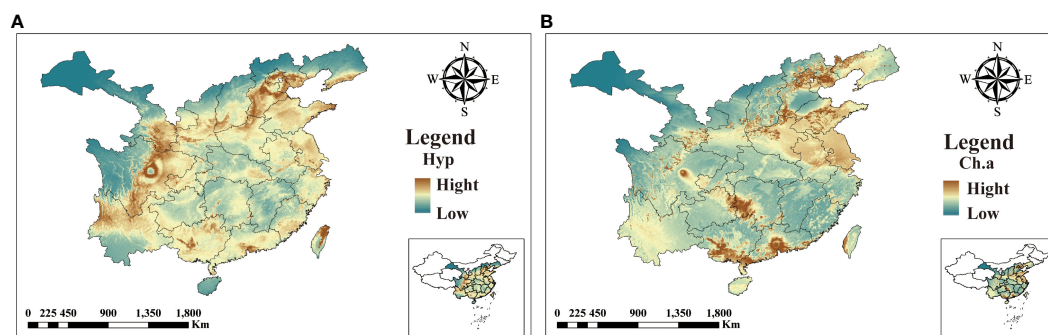 A
N
W E
S
Legend
Hyp
Hight
Low
0 225 450 900 1,350 1,800
Km
B
N
W E
S
Legend
Ch.a
Hight
Low
0 225 450 900 1,350 1,800
Km